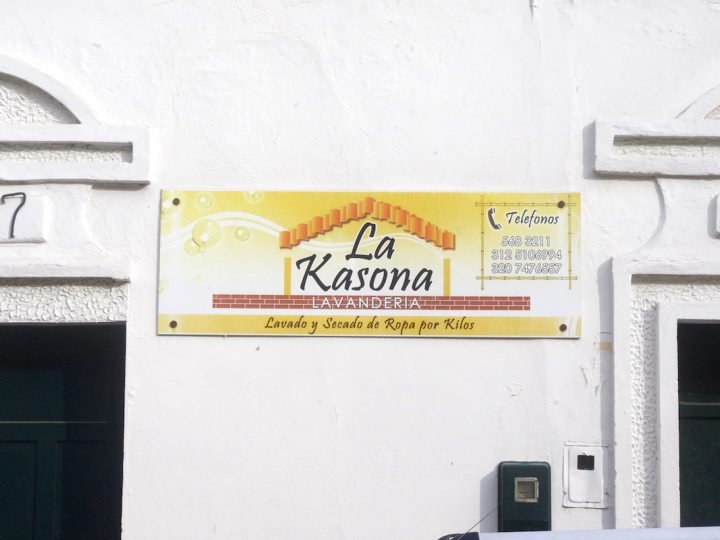 7
La
Kasona
LAVANDERIA
Lavado y Secado de Ropa por Kilos
Telefonos
568 3211
312 5106994
320 7476557